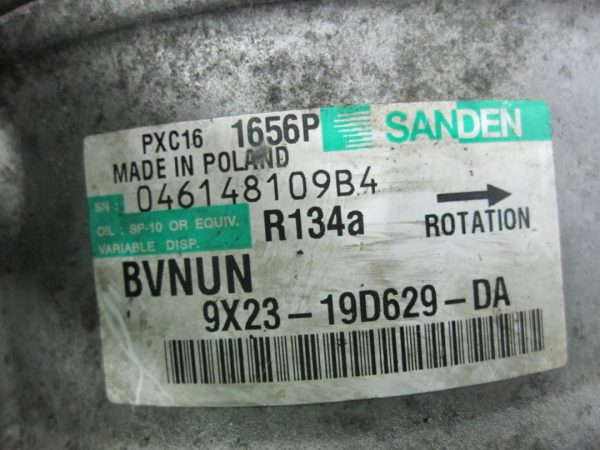 PXC16 1656P SANDEN
MADE IN POLAND
SN : 046148109B4
OIL : SP-10 OR EQUIV.
VARIABLE DISP.
R134a ROTATION
BVNUN
9X23-19D629-DA